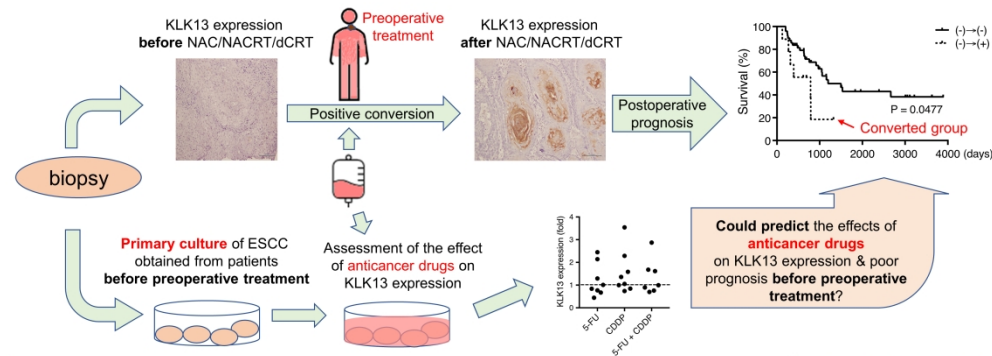 KLK13 expression
before NAC/NACRT/dCRT
Preoperative
treatment
KLK13 expression
after NAC/NACRT/dCRT
Positive conversion
Postoperative
prognosis
biopsy
Survival (%)
100
80
60
40
20
0
0
1000
2000
3000
4000 (days)
(-)→(-)
(-)→(+)
P = 0.0477
Converted group
Primary culture of ESCC
obtained from patients
before preoperative treatment
Assessment of the effect
of anticancer drugs on
KLK13 expression
KLK13 expression (fold)
4
3
2
1
0
5-FU
CDDP
5-FU + CDDP
Could predict the effects of
anticancer drugs
on KLK13 expression & poor
prognosis before preoperative
treatment?